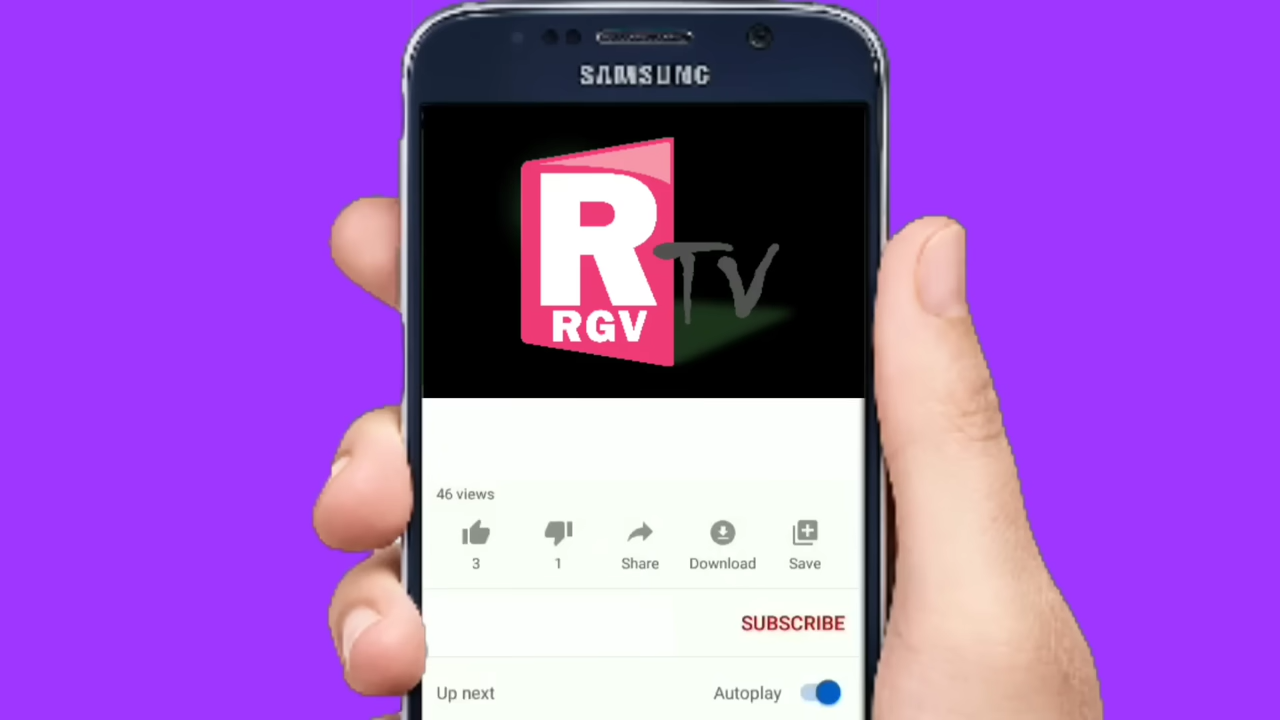 SAMSUNG
R
TV
RGV
46 views
3 1 Share Download Save
SUBSCRIBE
Up next Autoplay